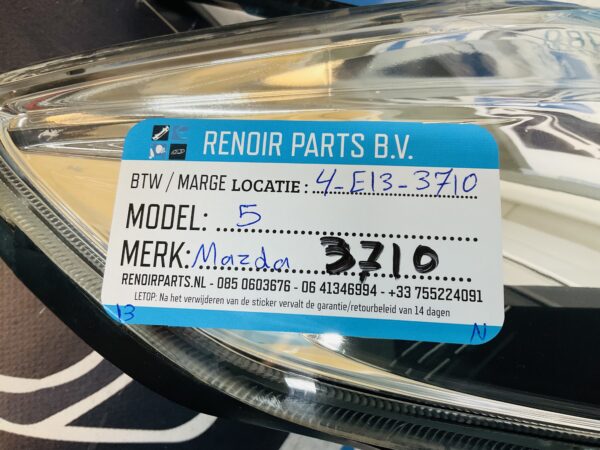 RENOIR PARTS B.V.
BTW / MARGE LOCATIE : 4-E13-3710
MODEL: 5
MERK: Mazda 3710
RENOIRPARTS.NL - 085 0603676 - 06 41346994 - +33 755224091
LETOP: Na het verwijderen van de sticker vervalt de garantie/retourbeleid van 14 dagen
13 N